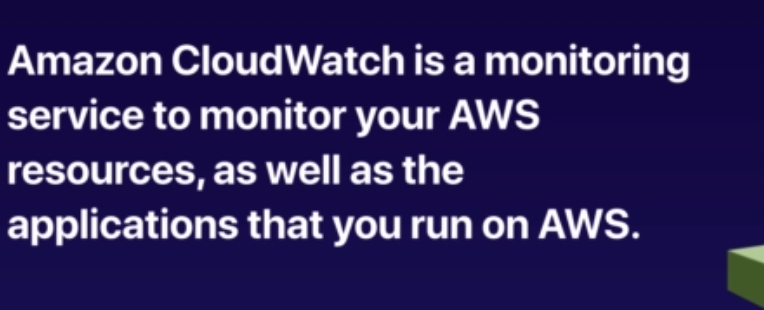 Amazon CloudWatch is a monitoring
service to monitor your AWS
resources, as well as the
applications that you run on AWS.